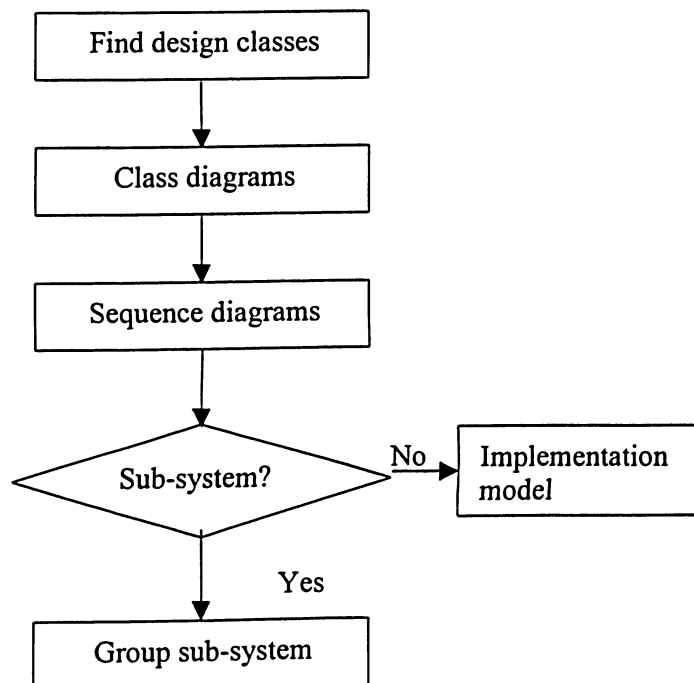 Find design classes
Class diagrams
Sequence diagrams
Sub-system?
No
Implementation
model
Yes
Group sub-system